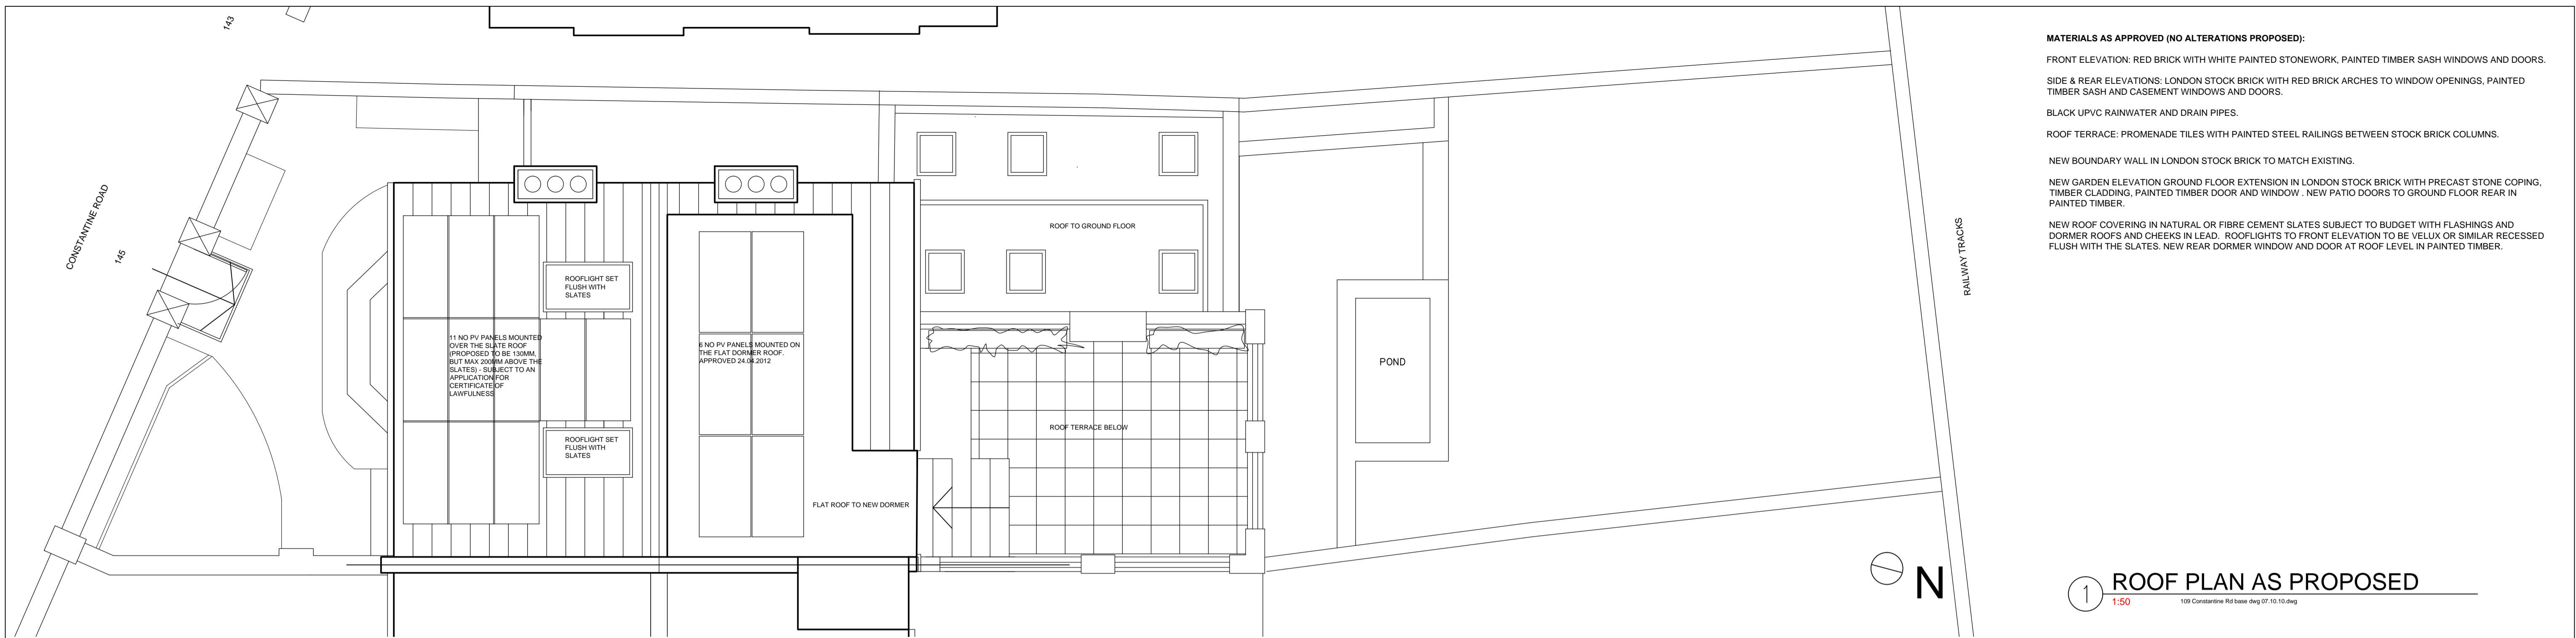 143
CONSTANTINE ROAD
145
11 NO PV PANELS MOUNTED
OVER THE SLATE ROOF
(PROPOSED TO BE 130MM,
BUT MAX 200MM ABOVE THE
SLATES) - SUBJECT TO AN
APPLICATION FOR
CERTIFICATE OF
LAWFULNESS
ROOFLIGHT SET
FLUSH WITH
SLATES
ROOFLIGHT SET
FLUSH WITH
SLATES
6 NO PV PANELS MOUNTED ON
THE FLAT DORMER ROOF.
APPROVED 24.04.2012
FLAT ROOF TO NEW DORMER
ROOF TO GROUND FLOOR
ROOF TERRACE BELOW
POND
RAILWAY TRACKS
MATERIALS AS APPROVED (NO ALTERATIONS PROPOSED):
FRONT ELEVATION: RED BRICK WITH WHITE PAINTED STONEWORK, PAINTED TIMBER SASH WINDOWS AND DOORS.
SIDE & REAR ELEVATIONS: LONDON STOCK BRICK WITH RED BRICK ARCHES TO WINDOW OPENINGS, PAINTED
TIMBER SASH AND CASEMENT WINDOWS AND DOORS.
BLACK UPVC RAINWATER AND DRAIN PIPES.
ROOF TERRACE: PROMENADE TILES WITH PAINTED STEEL RAILINGS BETWEEN STOCK BRICK COLUMNS.
NEW BOUNDARY WALL IN LONDON STOCK BRICK TO MATCH EXISTING.
NEW GARDEN ELEVATION GROUND FLOOR EXTENSION IN LONDON STOCK BRICK WITH PRECAST STONE COPING,
TIMBER CLADDING, PAINTED TIMBER DOOR AND WINDOW . NEW PATIO DOORS TO GROUND FLOOR REAR IN
PAINTED TIMBER.
NEW ROOF COVERING IN NATURAL OR FIBRE CEMENT SLATES SUBJECT TO BUDGET WITH FLASHINGS AND
DORMER ROOFS AND CHEEKS IN LEAD. ROOFLIGHTS TO FRONT ELEVATION TO BE VELUX OR SIMILAR RECESSED
FLUSH WITH THE SLATES. NEW REAR DORMER WINDOW AND DOOR AT ROOF LEVEL IN PAINTED TIMBER.
N
1 ROOF PLAN AS PROPOSED
1:50 109 Constantine Rd base dwg 07.10.10.dwg